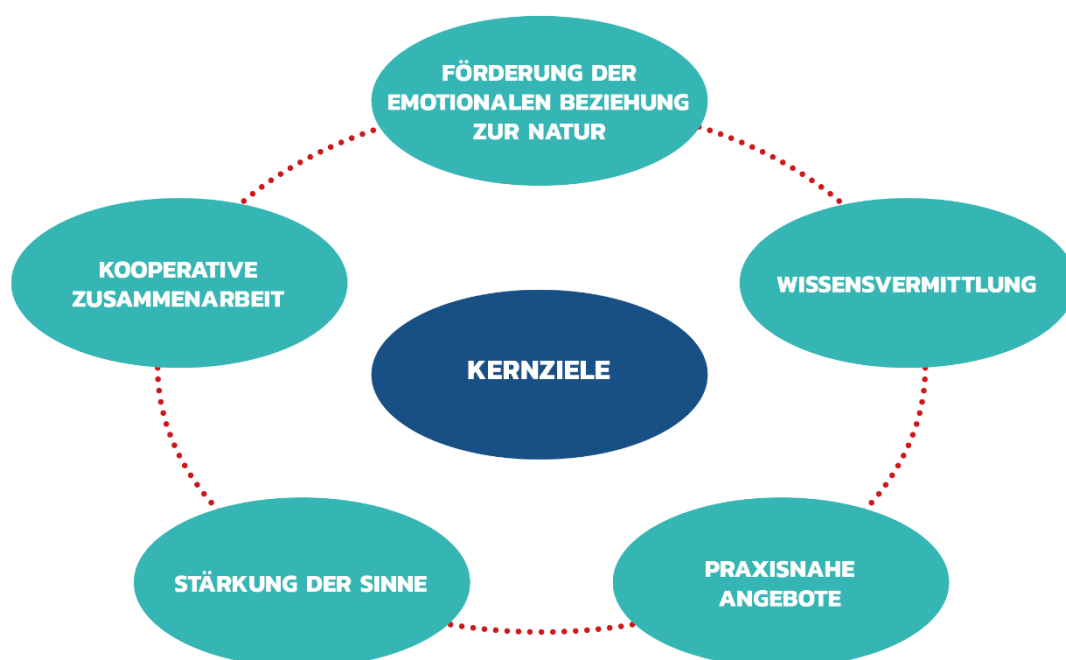 FÖRDERUNG DER
EMOTIONALEN BEZIEHUNG
ZUR NATUR
KOOPERATIVE
ZUSAMMENARBEIT
WISSENSVERMITTLUNG
KERNZIELE
STÄRKUNG DER SINNE
PRAXISNAHE
ANGEBOTE